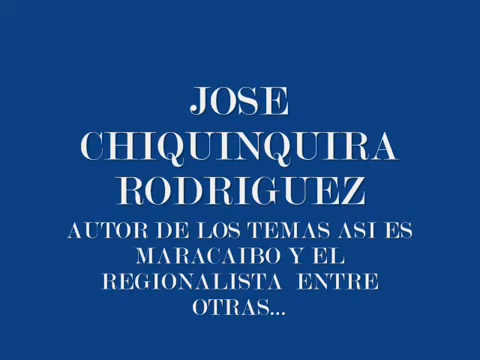 JOSE
CHIQUINQUIRA
RODRIGUEZ
AUTOR DE LOS TEMAS ASI ES
MARACAIBO Y EL
REGIONALISTA ENTRE
OTRAS...